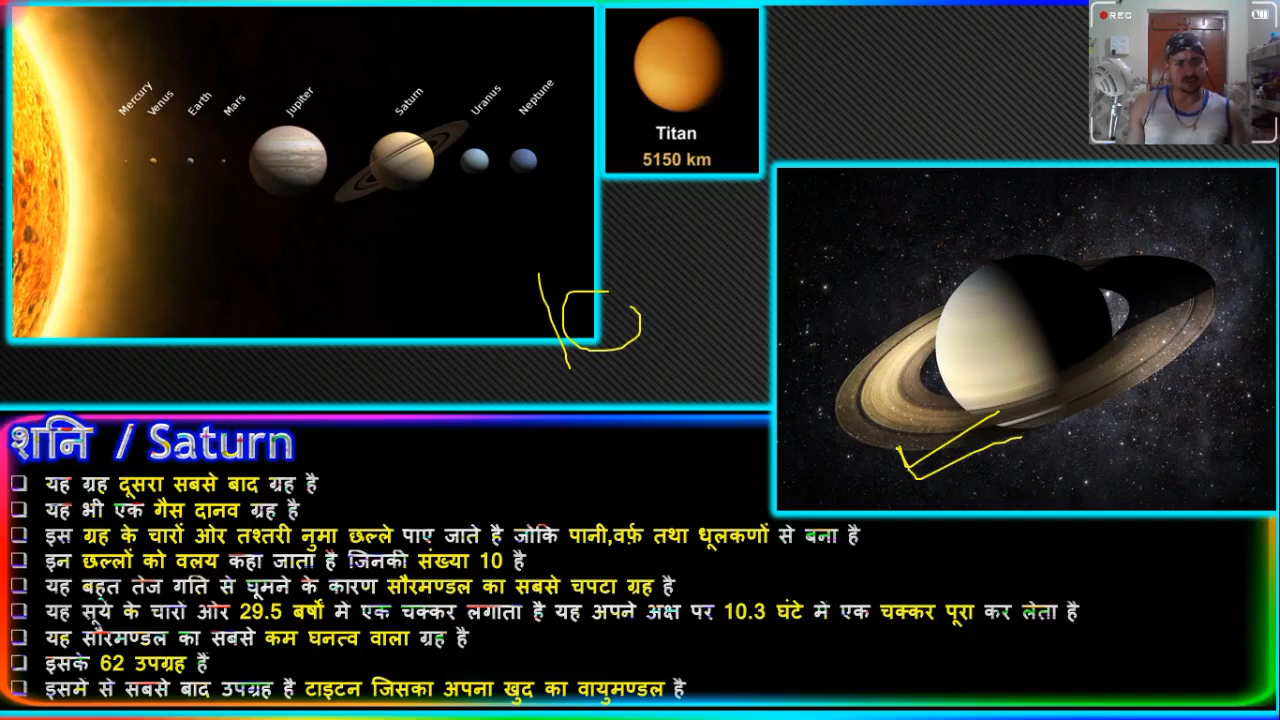 Mercury
Venus
Earth
Mars
Jupiter
Saturn
Uranus
Neptune
Titan
5150 km
REC
शनि / Saturn
यह ग्रह दूसरा सबसे बाद ग्रह है
यह भी एक गैस दानव ग्रह है
इस ग्रह के चारों ओर तश्तरी नुमा छल्ले पाए जाते है जोकि पानी,वर्फ़ तथा धूलकणों से बना है
इन छल्लों को वलय कहा जाता है जिनकी संख्या 10 है
यह बहुत तेज गति से घूमने के कारण सौरमण्डल का सबसे चपटा ग्रह है
यह सूर्य के चारों ओर 29.5 बर्षो में एक चक्कर लगाता है यह अपने अक्ष पर 10.3 घंटे में एक चक्कर पूरा कर लेता है
यह सौरमण्डल का सबसे कम घनत्व वाला ग्रह है
इसके 62 उपग्रह हैं
इसमें से सबसे बाद उपग्रह है टाइटन जिसका अपना खुद का वायुमण्डल है